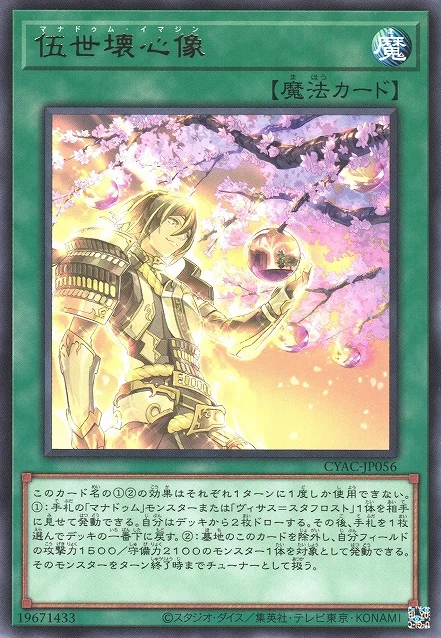 マナドゥム・イマジン
伍世壊心像
魔
【魔法カード】
CYAC-JP056
このカード名の①②の効果はそれぞれ1ターンに1度しか使用できない。
①:手札の「マナドゥム」モンスターまたは「ヴィサス=スタフロスト」1体を相手
に見せて発動できる。自分はデッキから2枚ドローする。その後、手札を1枚
選んでデッキの一番下に戻す。②:墓地のこのカードを除外し、自分フィールド
の攻撃力1500/守備力2100のモンスター1体を対象として発動できる。
そのモンスターをターン終了時までチューナーとして扱う。
19671433
©スタジオ・ダイス/集英社・テレビ東京・KONAMI